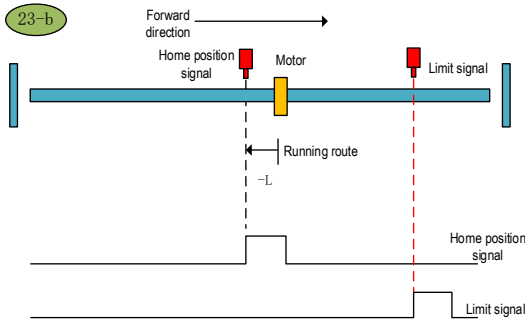 23-b
Forward
direction
Home position
signal
Motor
Limit signal
Running route
-L
Home position
signal
Limit signal